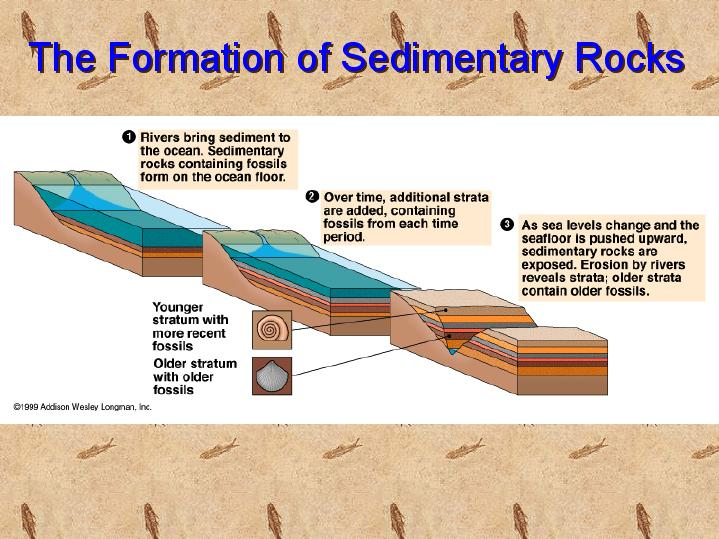 The Formation of Sedimentary Rocks
1 Rivers bring sediment to
the ocean. Sedimentary
rocks containing fossils
form on the ocean floor.
2 Over time, additional strata
are added, containing
fossils from each time
period.
3 As sea levels change and the
seafloor is pushed upward,
sedimentary rocks are
exposed. Erosion by rivers
reveals strata; older strata
contain older fossils.
Younger
stratum with
more recent
fossils
Older stratum
with older
fossils
©1999 Addison Wesley Longman, Inc.